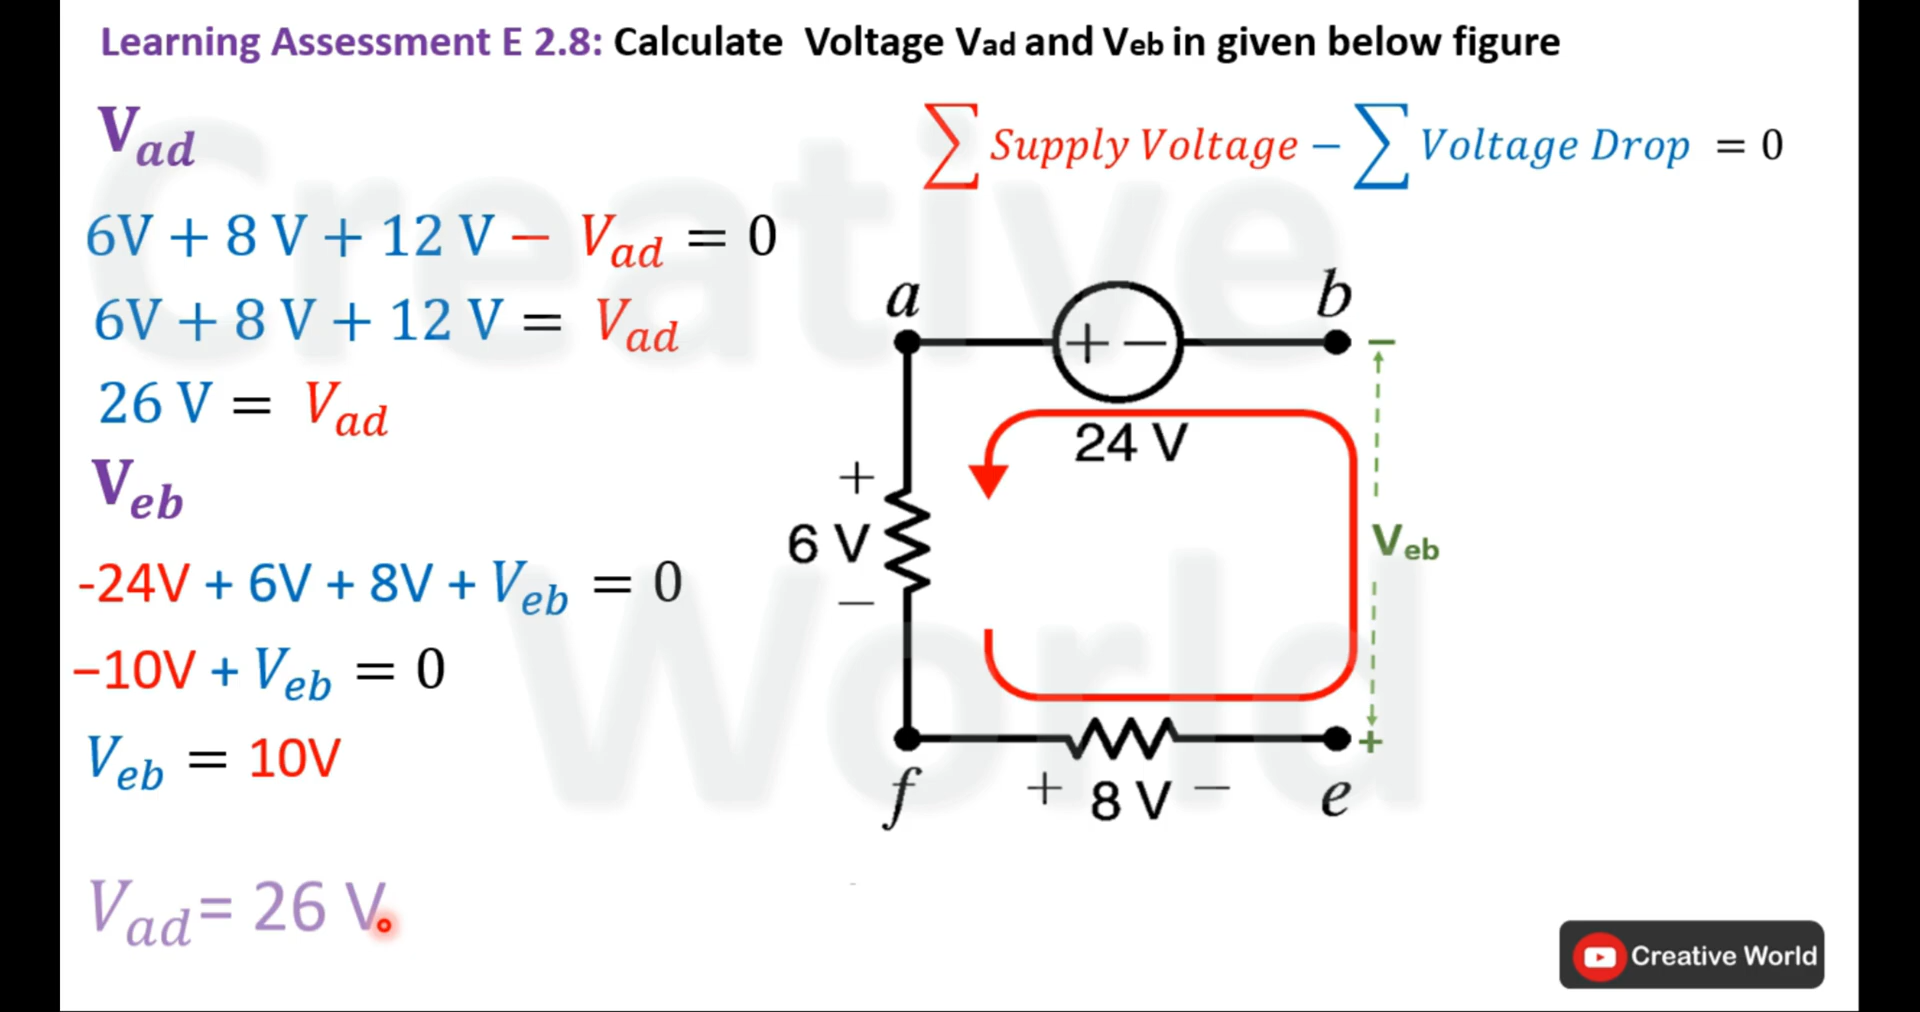 Learning Assessment E 2.8: Calculate Voltage Vad and Veb in given below figure
Vad
∑ Supply Voltage − ∑ Voltage Drop = 0
6V + 8 V + 12 V − Vad = 0
6V + 8 V + 12 V = Vad
26 V = Vad
Veb
-24V + 6V + 8V + Veb = 0
−10V + Veb = 0
Veb = 10V
Vad = 26 V
a
b
+ −
24 V
−
+
6 V
−
Veb
+
f
+ 8 V −
e
Creative World
Creative World